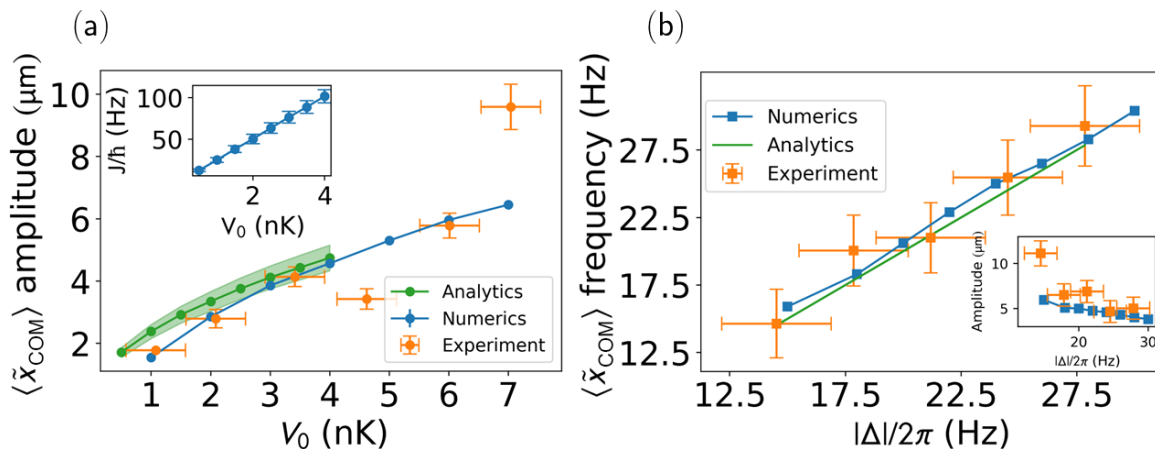 (a)
⟨x̃COM⟩ amplitude (μm)
10
8
6
4
2
J/ħ (Hz)
100
50
2
4
V₀ (nK)
Analytics
Numerics
Experiment
1 2 3 4 5 6 7
V₀ (nK)
(b)
⟨x̃COM⟩ frequency (Hz)
27.5
22.5
17.5
12.5
Numerics
Analytics
Experiment
Amplitude (μm)
10
5
20 30
|Δ|/2π (Hz)
12.5 17.5 22.5 27.5
|Δ|/2π (Hz)